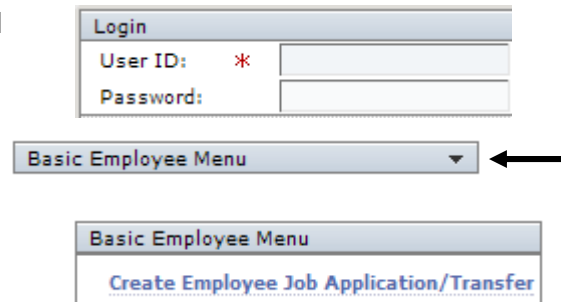 Login
User ID: *
Password:
Basic Employee Menu
Basic Employee Menu
Create Employee Job Application/Transfer